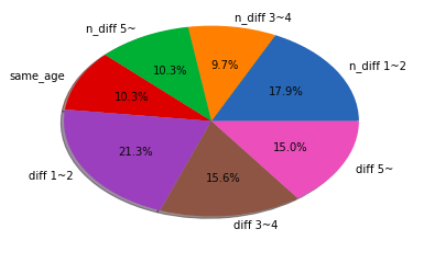 n_diff 3~4
n_diff 5~
n_diff 1~2
9.7%
10.3%
same_age
17.9%
10.3%
21.3%
15.0%
diff 5~
diff 1~2
15.6%
diff 3~4